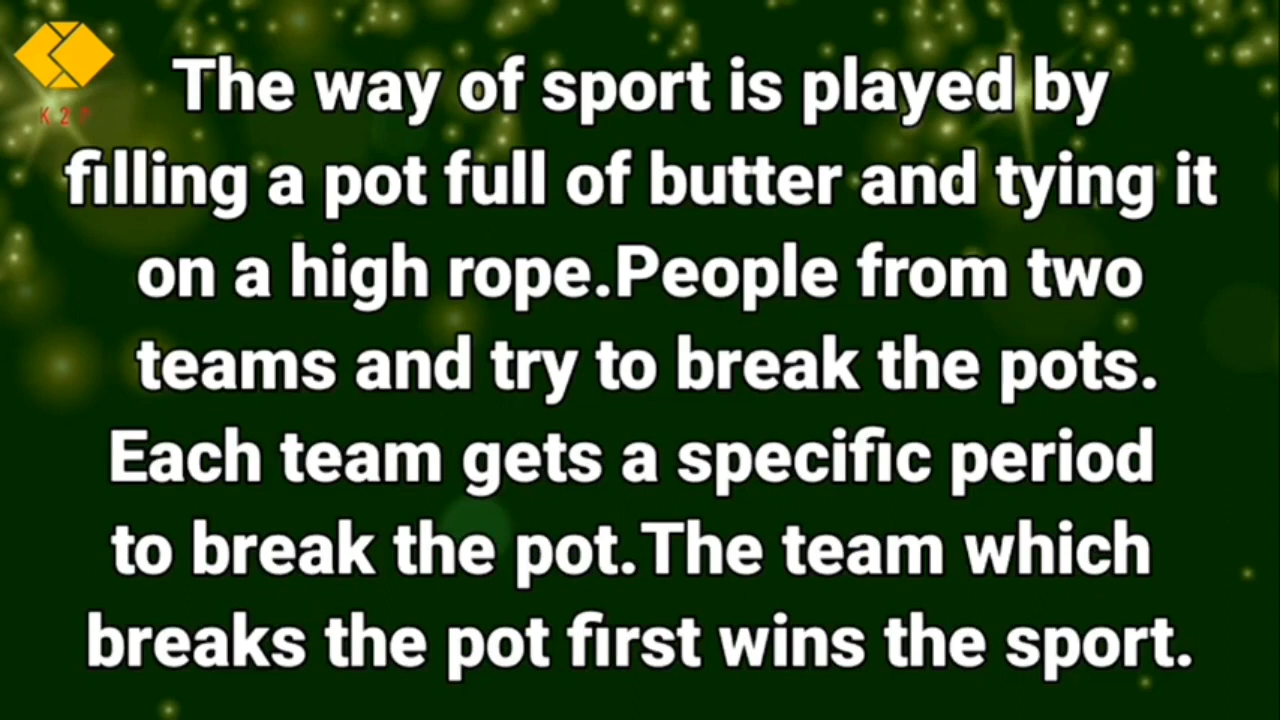 K2P
The way of sport is played by
filling a pot full of butter and tying it
on a high rope.People from two
teams and try to break the pots.
Each team gets a specific period
to break the pot.The team which
breaks the pot first wins the sport.